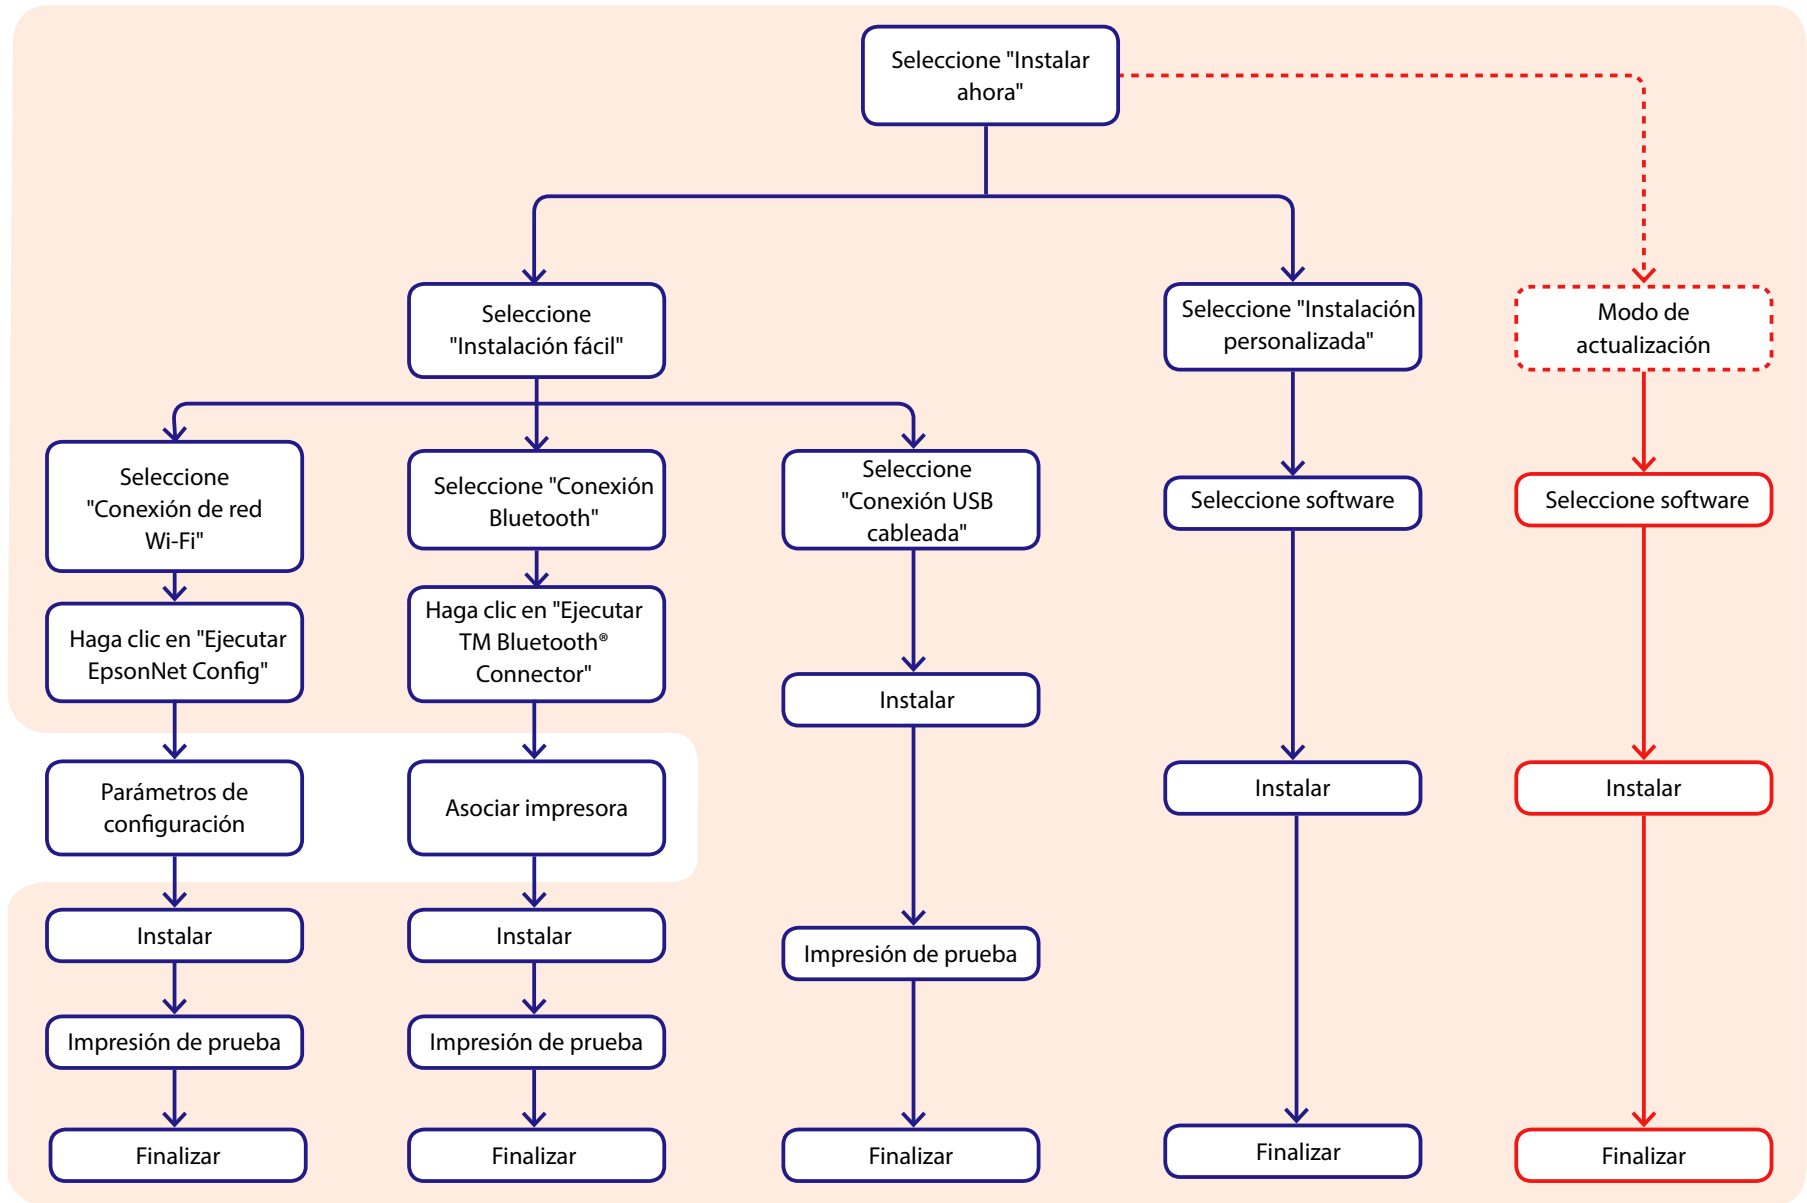 Seleccione "Instalar
ahora"
Seleccione
"Instalación fácil"
Seleccione "Instalación
personalizada"
Modo de
actualización
Seleccione
"Conexión de red
Wi-Fi"
Seleccione "Conexión
Bluetooth"
Seleccione
"Conexión USB
cableada"
Seleccione software
Seleccione software
Haga clic en "Ejecutar
EpsonNet Config"
Haga clic en "Ejecutar
TM Bluetooth®
Connector"
Instalar
Parámetros de
configuración
Asociar impresora
Instalar
Instalar
Instalar
Instalar
Impresión de prueba
Impresión de prueba
Impresión de prueba
Finalizar
Finalizar
Finalizar
Finalizar
Finalizar